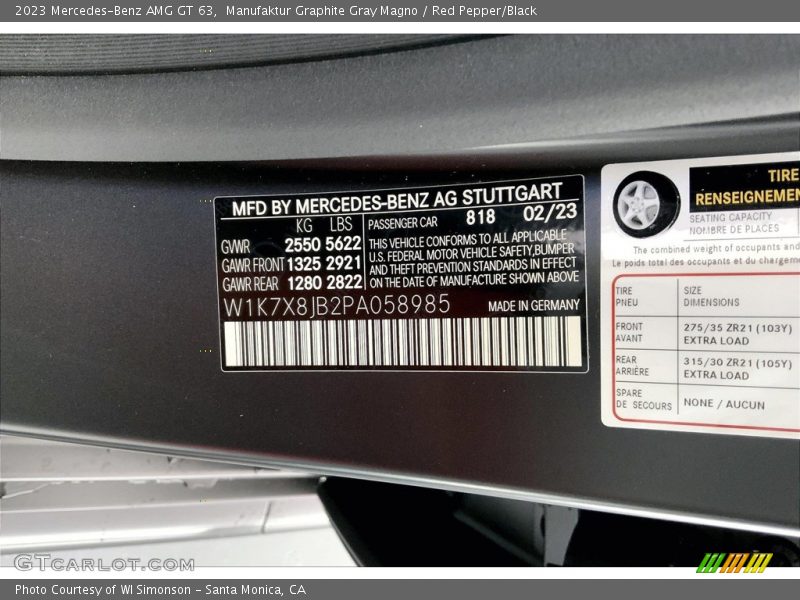 2023 Mercedes-Benz AMG GT 63, Manufaktur Graphite Gray Magno / Red Pepper/Black
MFD BY MERCEDES-BENZ AG STUTTGART
KG LBS
GVWR 2550 5622
GAWR FRONT 1325 2921
GAWR REAR 1280 2822
PASSENGER CAR 818 02/23
THIS VEHICLE CONFORMS TO ALL APPLICABLE
U.S. FEDERAL MOTOR VEHICLE SAFETY,BUMPER
AND THEFT PREVENTION STANDARDS IN EFFECT
ON THE DATE OF MANUFACTURE SHOWN ABOVE
W1K7X8JB2PA058985 MADE IN GERMANY
TIRE
RENSEIGNEMEN
SEATING CAPACITY
NOMBRE DE PLACES
The combined weight of occupants and
Le poids total des occupants et du chargeme
TIRE SIZE
PNEU DIMENSIONS
FRONT 275/35 ZR21 (103Y)
AVANT EXTRA LOAD
REAR 315/30 ZR21 (105Y)
ARRIÈRE EXTRA LOAD
SPARE
DE SECOURS NONE / AUCUN
GTCARLOT.COM
Photo Courtesy of WI Simonson - Santa Monica, CA